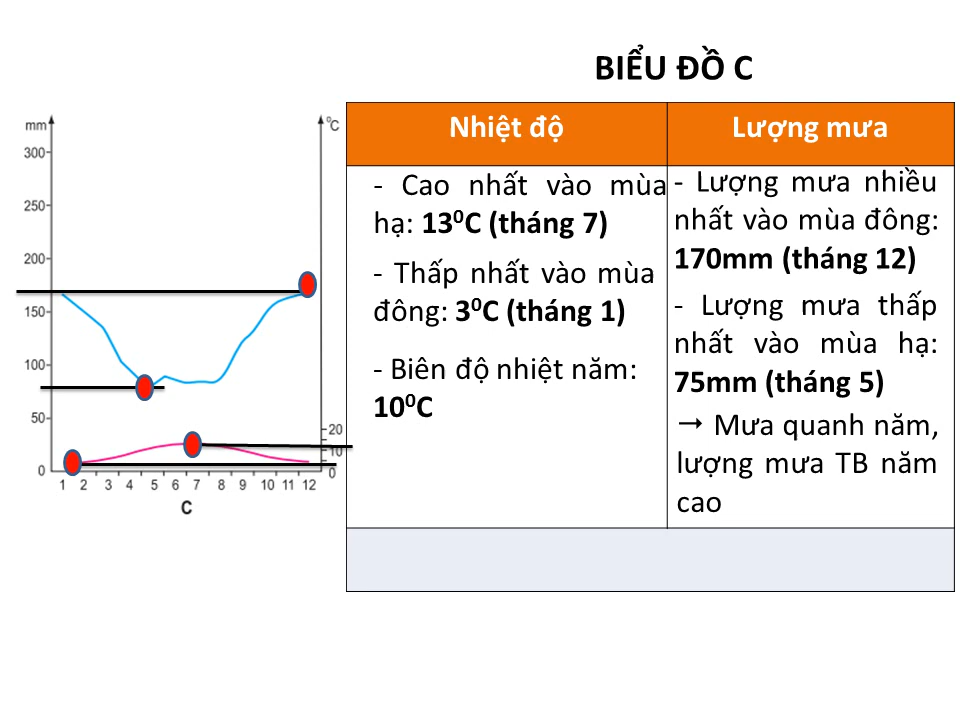 BIỂU ĐỒ C
mm
⁰C
300
250
200
150
100
50
0
20
10
0
1 2 3 4 5 6 7 8 9 10 11 12
C
Nhiệt độ
Lượng mưa
- Cao nhất vào mùa
hạ: 13⁰C (tháng 7)
- Thấp nhất vào mùa
đông: 3⁰C (tháng 1)
- Biên độ nhiệt năm:
10⁰C
- Lượng mưa nhiều
nhất vào mùa đông:
170mm (tháng 12)
- Lượng mưa thấp
nhất vào mùa hạ:
75mm (tháng 5)
→ Mưa quanh năm,
lượng mưa TB năm
cao